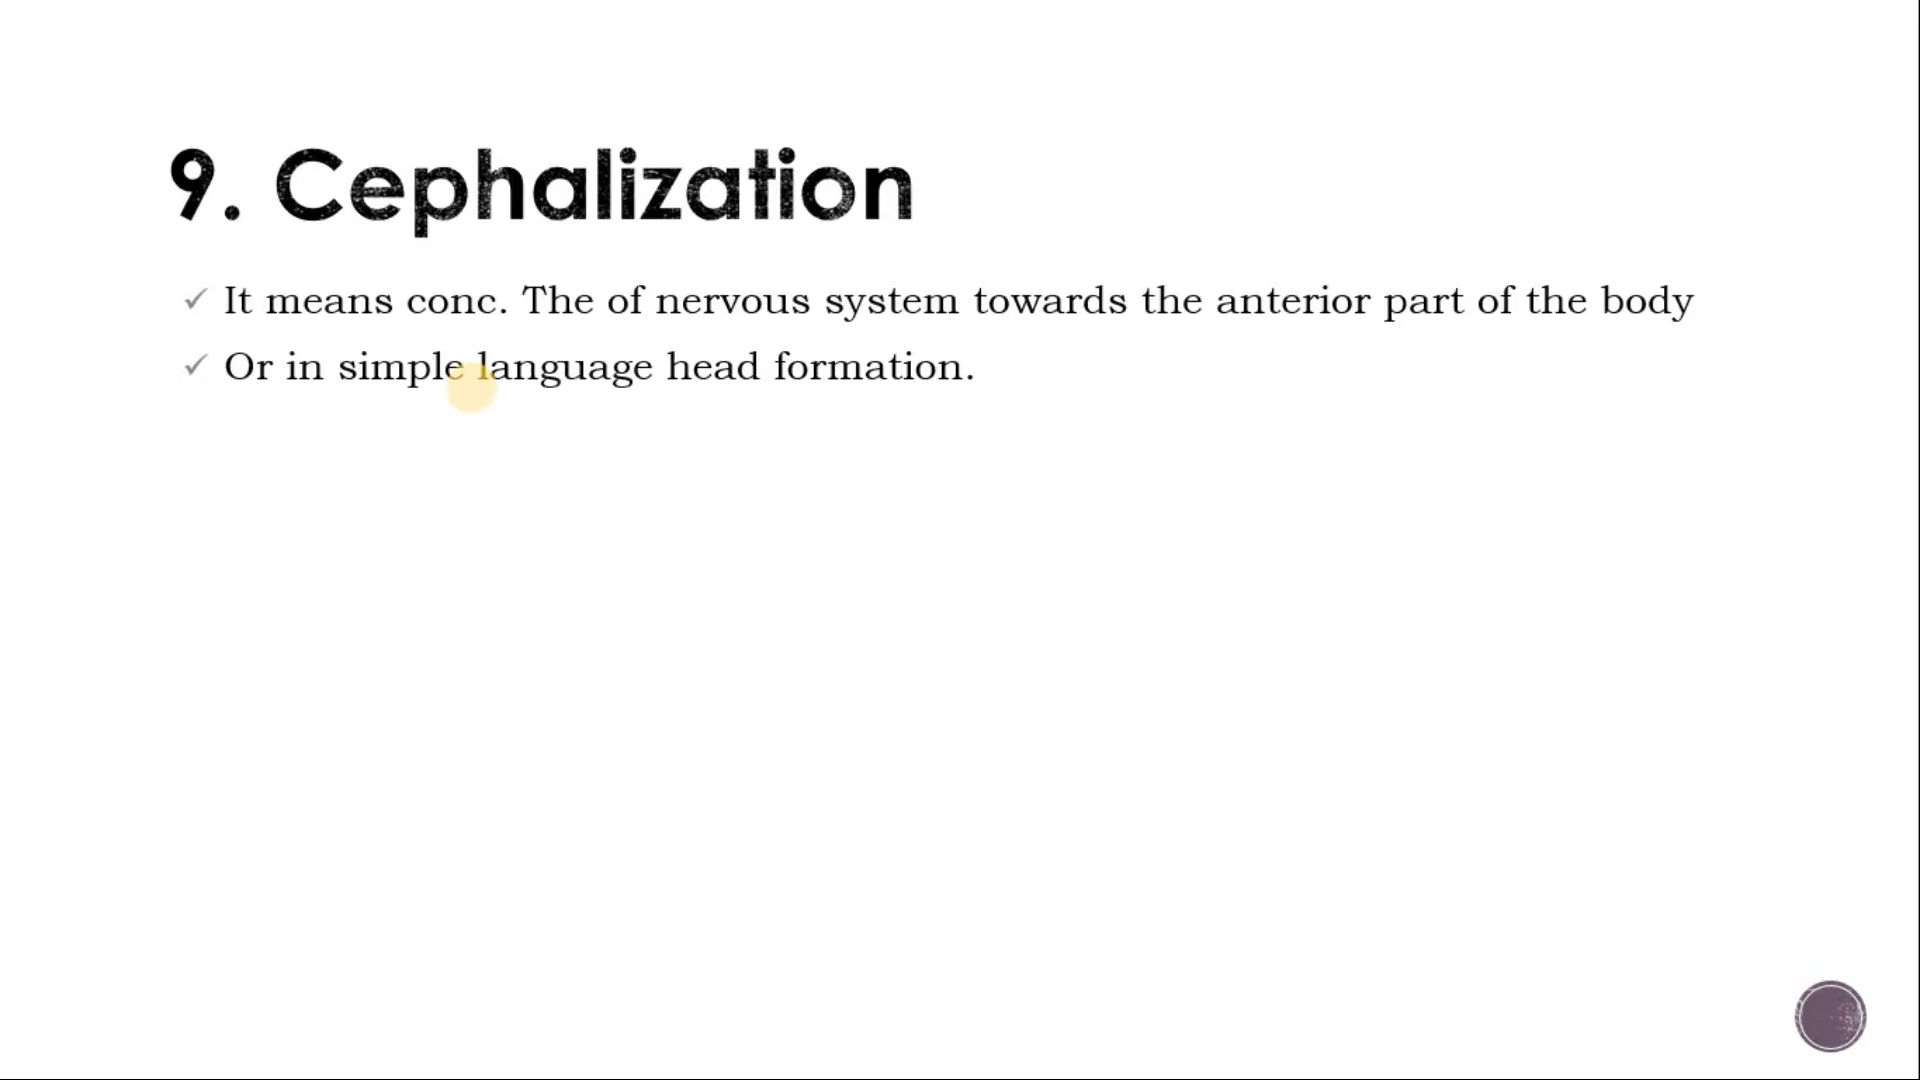 9. Cephalization
✓ It means conc. The of nervous system towards the anterior part of the body
✓ Or in simple language head formation.